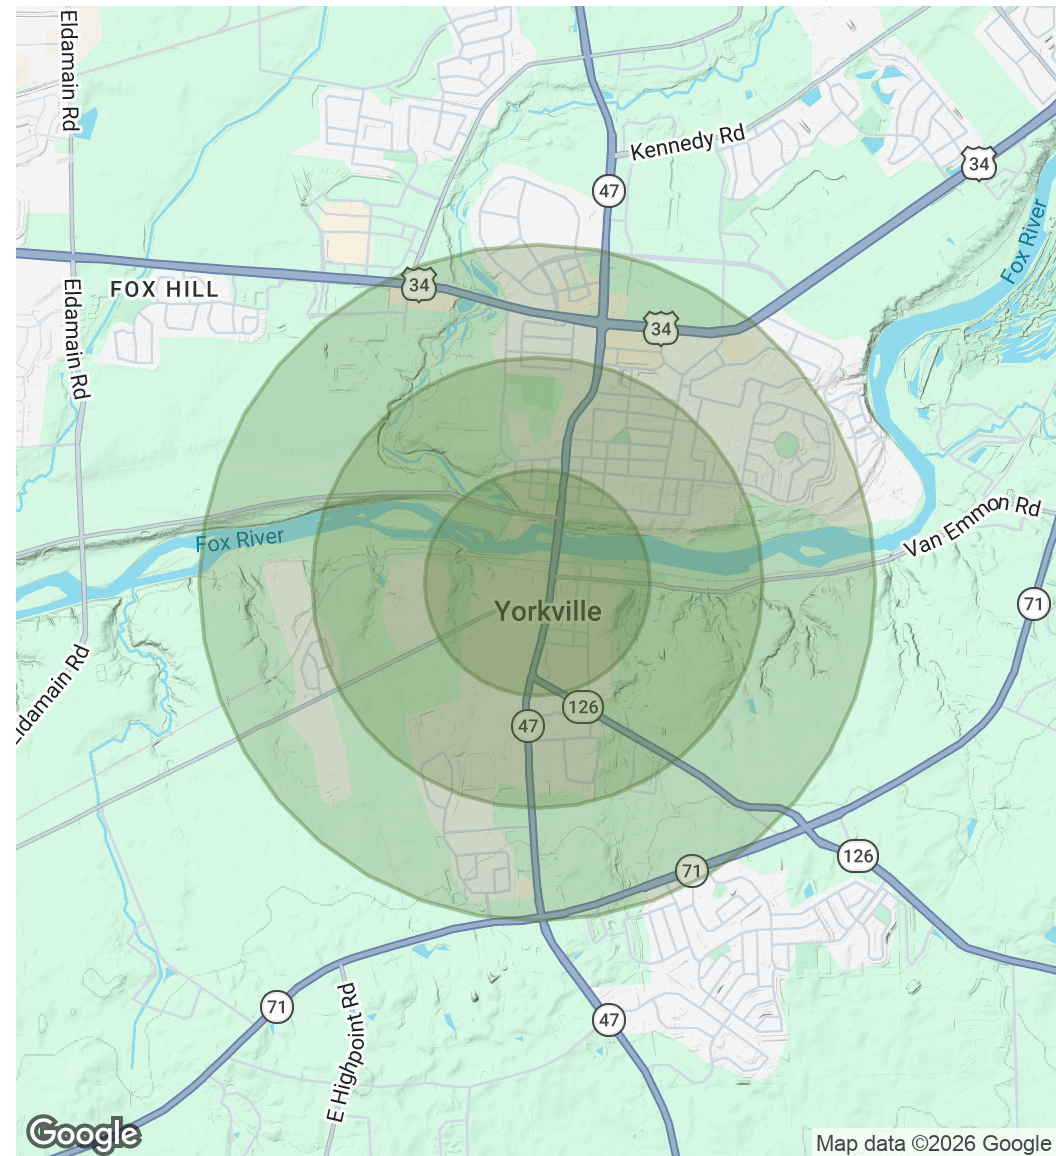 Eldamain Rd
Kennedy Rd
34
47
Fox River
Eldamain Rd
FOX HILL
34
34
Fox River
Van Emmon Rd
71
Yorkville
Eldamain Rd
126
47
126
71
71
47
E Highpoint Rd
Google
Map data ©2026 Google